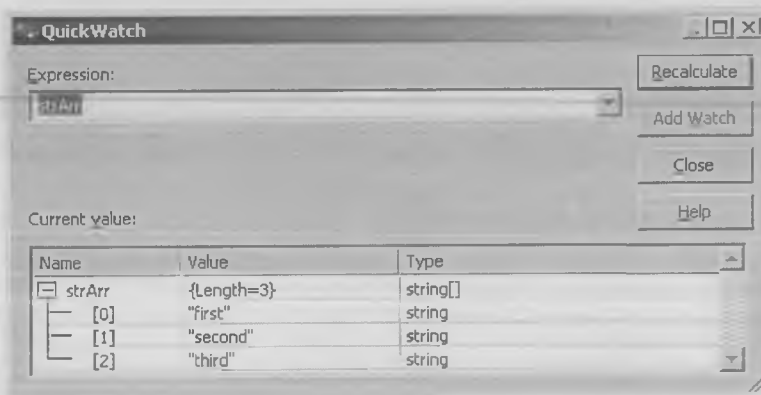 QuickWatch
Expression:
Recalculate
strArr
Add Watch
Close
Help
Current value:
Name Value Type
strArr {Length=3} string[]
[0] "first" string
[1] "second" string
[2] "third" string